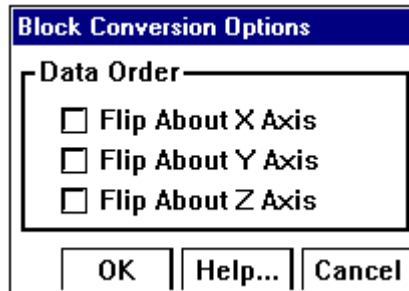 Block Conversion Options
Data Order
Flip About X Axis
Flip About Y Axis
Flip About Z Axis
OK Help... Cancel